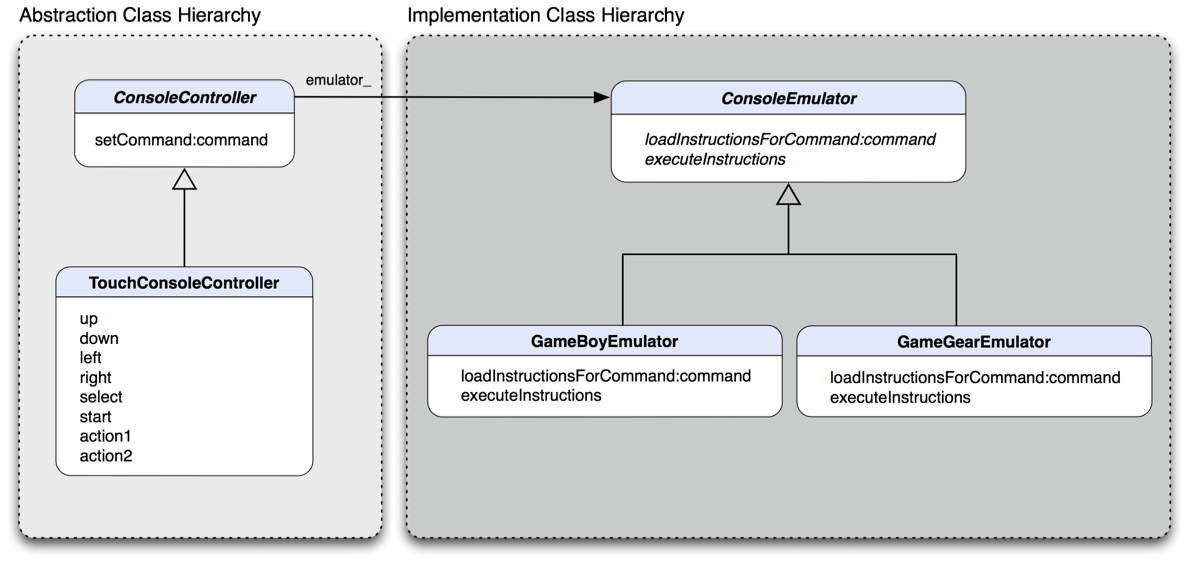 Abstraction Class Hierarchy
Implementation Class Hierarchy
emulator_
ConsoleController
setCommand:command
ConsoleEmulator
loadInstructionsForCommand:command
executeInstructions
TouchConsoleController
up
down
left
right
select
start
action1
action2
GameBoyEmulator
loadInstructionsForCommand:command
executeInstructions
GameGearEmulator
loadInstructionsForCommand:command
executeInstructions